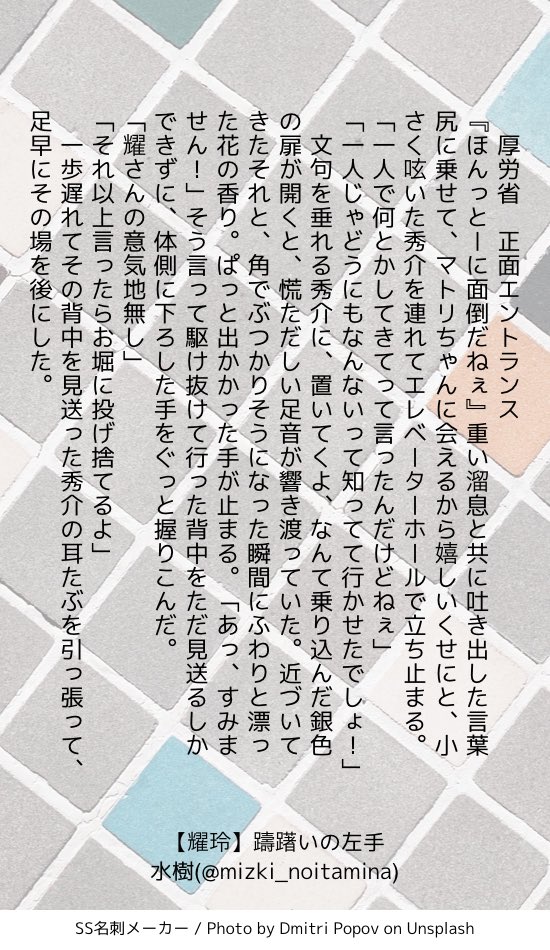 厚労省　正面エントランス
『ほんっとーに面倒だねぇ』重い溜息と共に吐き出した言葉
尻に乗せて、マトリちゃんに会えるから嬉しいくせにと、小
さく呟いた秀介を連れてエレベーターホールで立ち止まる。
「一人で何とかしてきてって言ったんだけどねぇ」
「一人じゃどうにもなんないって知ってて行かせたでしょ！」
　文句を垂れる秀介に、置いてくよ、なんて乗り込んだ銀色
の扉が開くと、慌ただしい足音が響き渡っていた。近づいて
きたそれと、角でぶつかりそうになった瞬間にふわりと漂っ
た花の香り。ぱっと出かかった手が止まる。「あっ、すみま
せん！」そう言って駆け抜けて行った背中をただ見送るしか
できずに、体側に下ろした手をぐっと握りこんだ。
「耀さんの意気地無し」
「それ以上言ったらお堀に投げ捨てるよ」
　一歩遅れてその背中を見送った秀介の耳たぶを引っ張って、
足早にその場を後にした。
【耀玲】躊躇いの左手
水樹(@mizki_noitamina)
SS名刺メーカー / Photo by Dmitri Popov on Unsplash